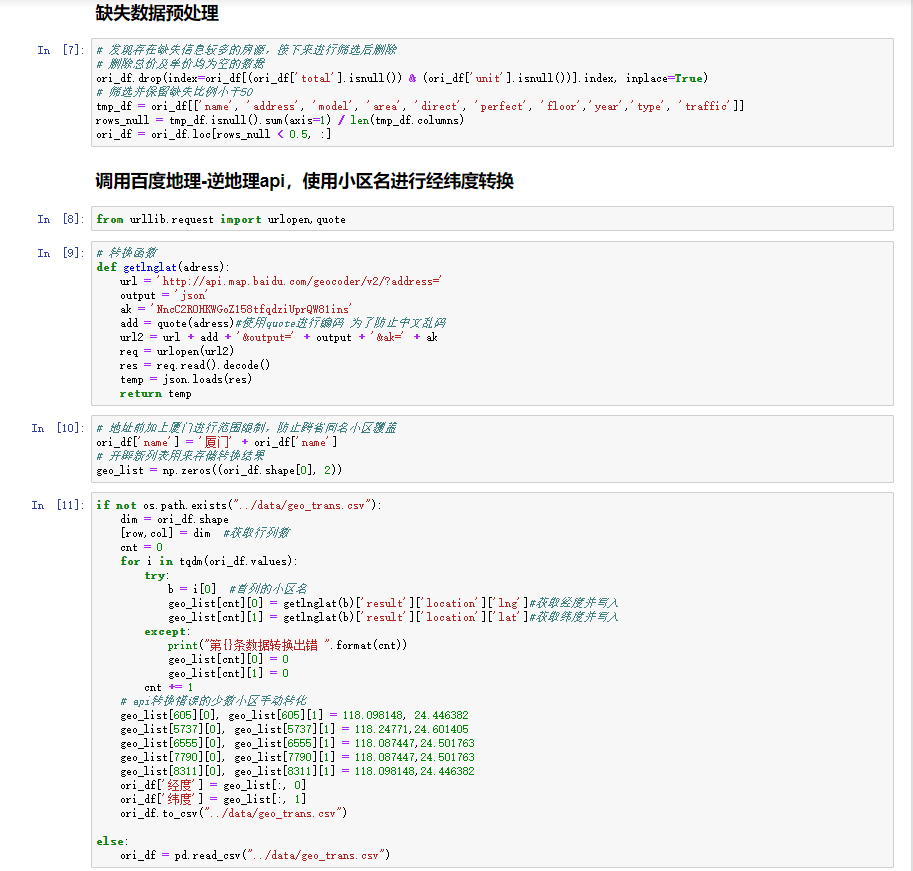 缺失数据预处理
In [7]: # 发现存在缺失信息较多的房源，接下来进行筛选后删除
# 删除总价及单价均为空的数据
ori_df.drop(index=ori_df[(ori_df['total'].isnull()) & (ori_df['unit'].isnull())].index, inplace=True)
# 筛选并保留缺失比例小于50
tmp_df = ori_df[['name', 'address', 'model', 'area', 'direct', 'perfect', 'floor','year','type', 'traffic']]
rows_null = tmp_df.isnull().sum(axis=1) / len(tmp_df.columns)
ori_df = ori_df.loc[rows_null < 0.5, :]
调用百度地理-逆地理api，使用小区名进行经纬度转换
In [8]: from urllib.request import urlopen,quote
In [9]: # 转换函数
def getlnglat(adress):
url = 'http://api.map.baidu.com/geocoder/v2/?address='
output = 'json'
ak = 'NncC2ROHKWGoZ158tfqdziUprQW81ins'
add = quote(adress)#使用quote进行编码 为了防止中文乱码
url2 = url + add + '&output=' + output + '&ak=' + ak
req = urlopen(url2)
res = req.read().decode()
temp = json.loads(res)
return temp
In [10]: # 地址前加上厦门进行范围限制，防止跨省同名小区覆盖
ori_df['name'] = '厦门' + ori_df['name']
# 开辟新列表用来存储转换结果
geo_list = np.zeros((ori_df.shape[0], 2))
In [11]: if not os.path.exists("../data/geo_trans.csv"):
dim = ori_df.shape
[row,col] = dim #获取行列数
cnt = 0
for i in tqdm(ori_df.values):
try:
b = i[0] #首列的小区名
geo_list[cnt][0] = getlnglat(b)['result']['location']['lng']#获取经度并写入
geo_list[cnt][1] = getlnglat(b)['result']['location']['lat']#获取纬度并写入
except:
print("第{}条数据转换出错 ".format(cnt))
geo_list[cnt][0] = 0
geo_list[cnt][1] = 0
cnt += 1
# api转换错误的少数小区手动转化
geo_list[605][0], geo_list[605][1] = 118.098148, 24.446382
geo_list[5737][0], geo_list[5737][1] = 118.24771,24.601405
geo_list[6555][0], geo_list[6555][1] = 118.087447,24.501763
geo_list[7790][0], geo_list[7790][1] = 118.087447,24.501763
geo_list[8311][0], geo_list[8311][1] = 118.098148,24.446382
ori_df['经度'] = geo_list[:, 0]
ori_df['纬度'] = geo_list[:, 1]
ori_df.to_csv("../data/geo_trans.csv")
else:
ori_df = pd.read_csv("../data/geo_trans.csv")